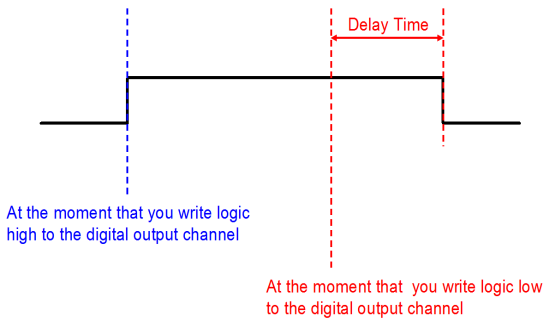 Delay Time
At the moment that you write logic
high to the digital output channel
At the moment that you write logic low
to the digital output channel